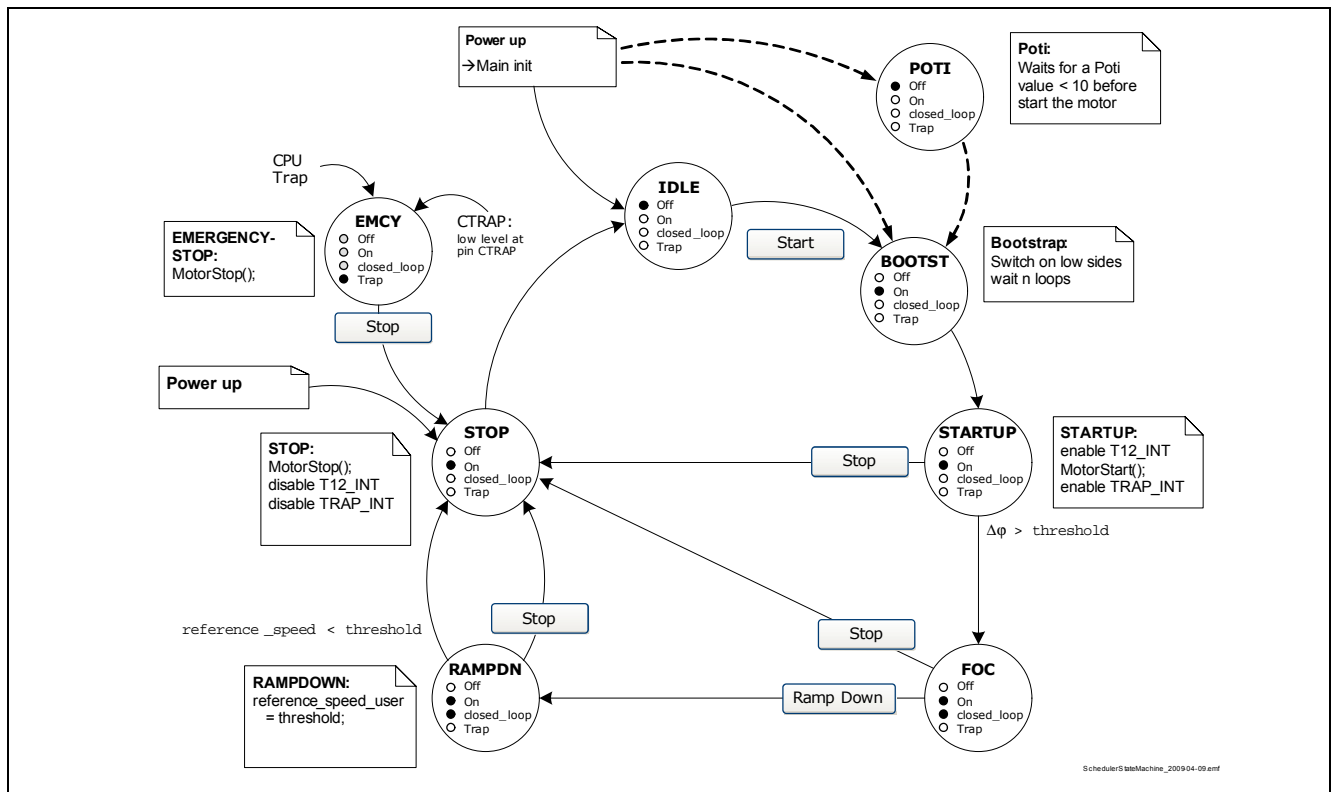 Power up
→Main init
POTI
Off
On
closed_loop
Trap
Poti:
Waits for a Poti
value < 10 before
start the motor
CPU
Trap
IDLE
Off
On
closed_loop
Trap
EMCY
Off
On
closed_loop
Trap
CTRAP:
low level at
pin CTRAP
EMERGENCY-
STOP:
MotorStop();
Start
BOOTST
Off
On
closed_loop
Trap
Bootstrap:
Switch on low sides
wait n loops
Stop
Power up
STOP
Off
On
closed_loop
Trap
STOP:
MotorStop();
disable T12_INT
disable TRAP_INT
Stop
STARTUP
Off
On
closed_loop
Trap
STARTUP:
enable T12_INT
MotorStart();
enable TRAP_INT
Δφ > threshold
reference _speed < threshold
Stop
Stop
RAMPDOWN:
reference_speed_user
= threshold;
RAMPDN
Off
On
closed_loop
Trap
Ramp Down
FOC
Off
On
closed_loop
Trap
SchedulerStateMachine_2009-04-09.emf